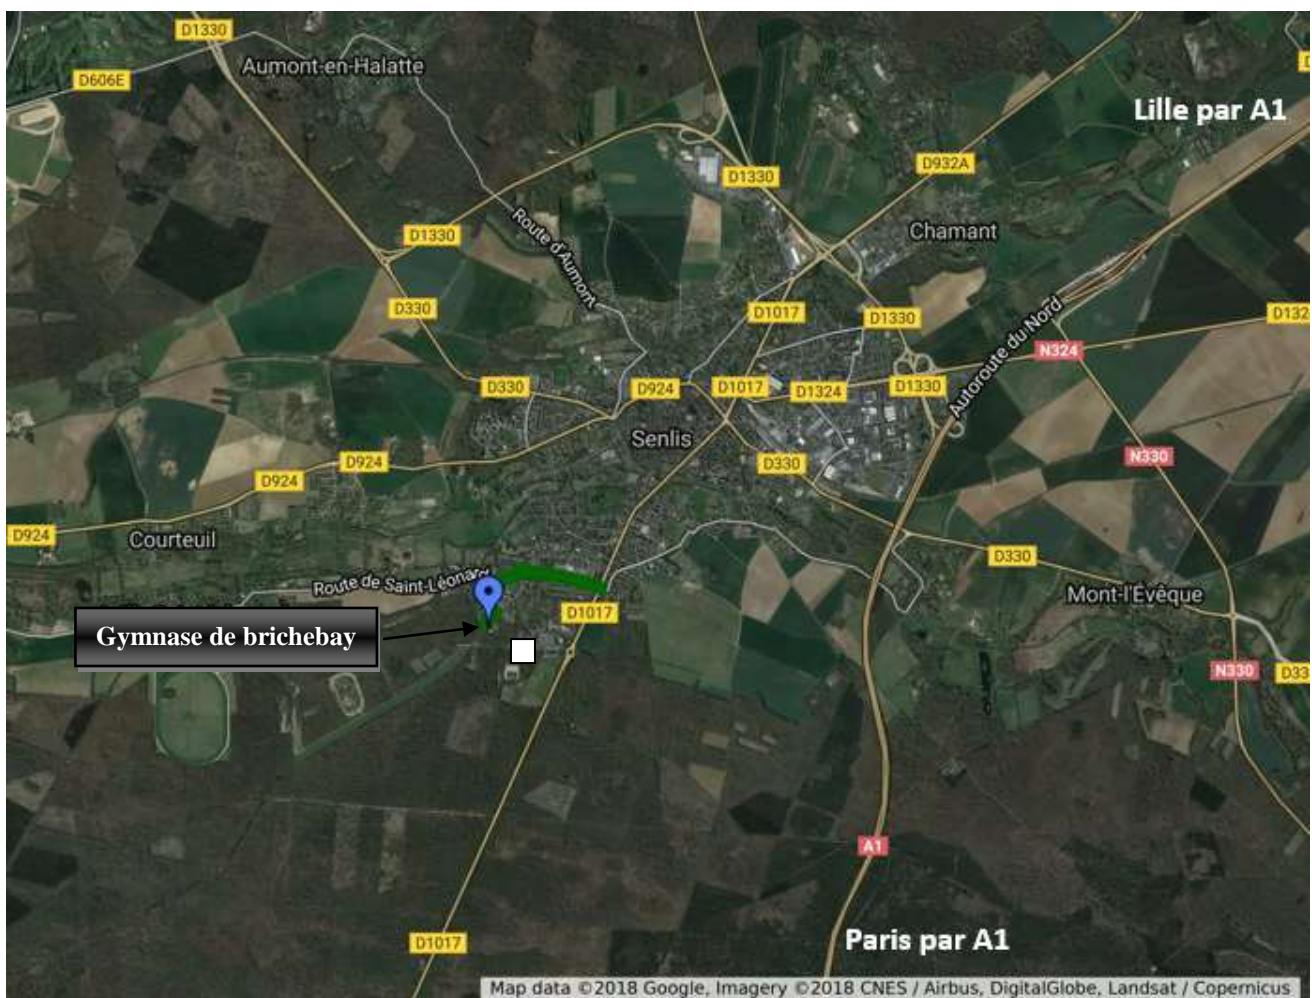 D1330
Aumont-en-Halatte
D606E
Lille par A1
D932A
D1330
Route d'Aumont
D1330
Chamant
D330
D1017
D1330
Autoroute du Nord
N324
D330
D924
D1017
D1324
D1330
Senlis
D924
D330
N330
D924
D924
Courteuil
D330
Route de Saint-Léonard
Mont-l'Évêque
D1017
Gymnase de brichebay
N330
A1
D1017
Paris par A1
Map data ©2018 Google, Imagery ©2018 CNES / Airbus, DigitalGlobe, Landsat / Copernicus